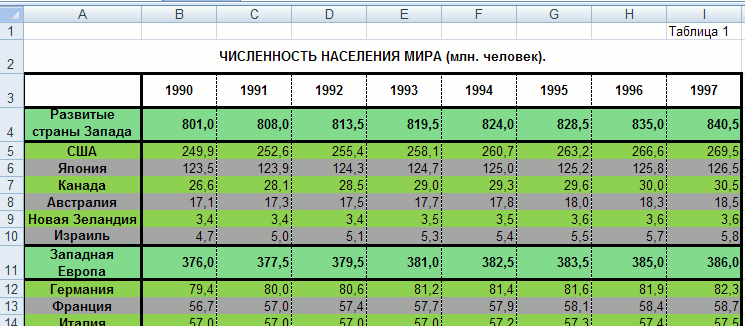 A B C D E F G H I
1 Таблица 1
2 ЧИСЛЕННОСТЬ НАСЕЛЕНИЯ МИРА (млн. человек).
3 1990 1991 1992 1993 1994 1995 1996 1997
Развитые
4 страны Запада 801,0 808,0 813,5 819,5 824,0 828,5 835,0 840,5
5 США 249,9 252,6 255,4 258,1 260,7 263,2 266,6 269,5
6 Япония 123,5 123,9 124,3 124,7 125,0 125,2 125,8 126,5
7 Канада 26,6 28,1 28,5 29,0 29,3 29,6 30,0 30,5
8 Австралия 17,1 17,3 17,5 17,7 17,8 18,0 18,3 18,5
9 Новая Зеландия 3,4 3,4 3,4 3,5 3,5 3,6 3,6 3,6
10 Израиль 4,7 5,0 5,1 5,3 5,4 5,5 5,7 5,8
Западная
11 Европа 376,0 377,5 379,5 381,0 382,5 383,5 385,0 386,0
12 Германия 79,4 80,0 80,6 81,2 81,4 81,6 81,9 82,3
13 Франция 56,7 57,0 57,4 57,7 57,9 58,1 58,4 58,7
14 Италия 57,0 57,0 57,0 57,0 57,2 57,3 57,4 57,5